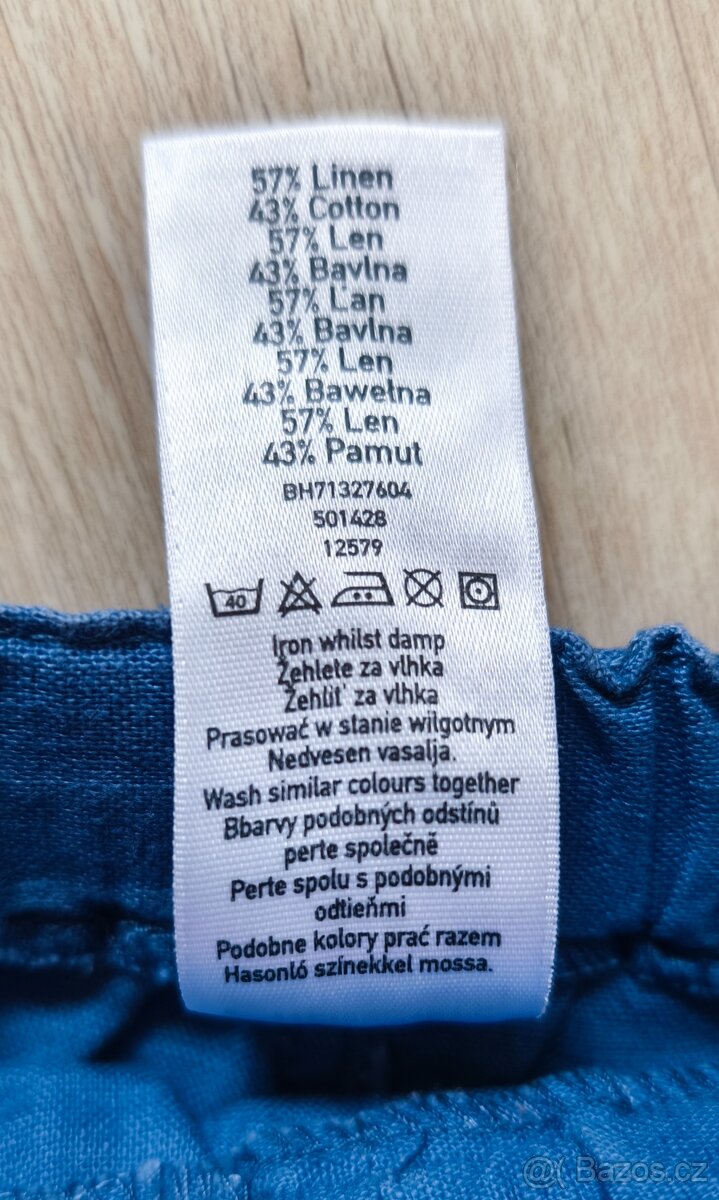 57% Linen
43% Cotton
57% Len
43% Bavlna
57% Ľan
43% Bavlna
57% Len
43% Bawełna
57% Len
43% Pamut
BH71327604
501428
12579
40
Iron whilst damp
Žehlete za vlhka
Žehliť za vlhka
Prasować w stanie wilgotnym
Nedvesen vasalja.
Wash similar colours together
Bbarvy podobných odstínů
perte společně
Perte spolu s podobnými
odtieňmi
Podobne kolory prać razem
Hasonló színekkel mossa.
@( Bazos.cz